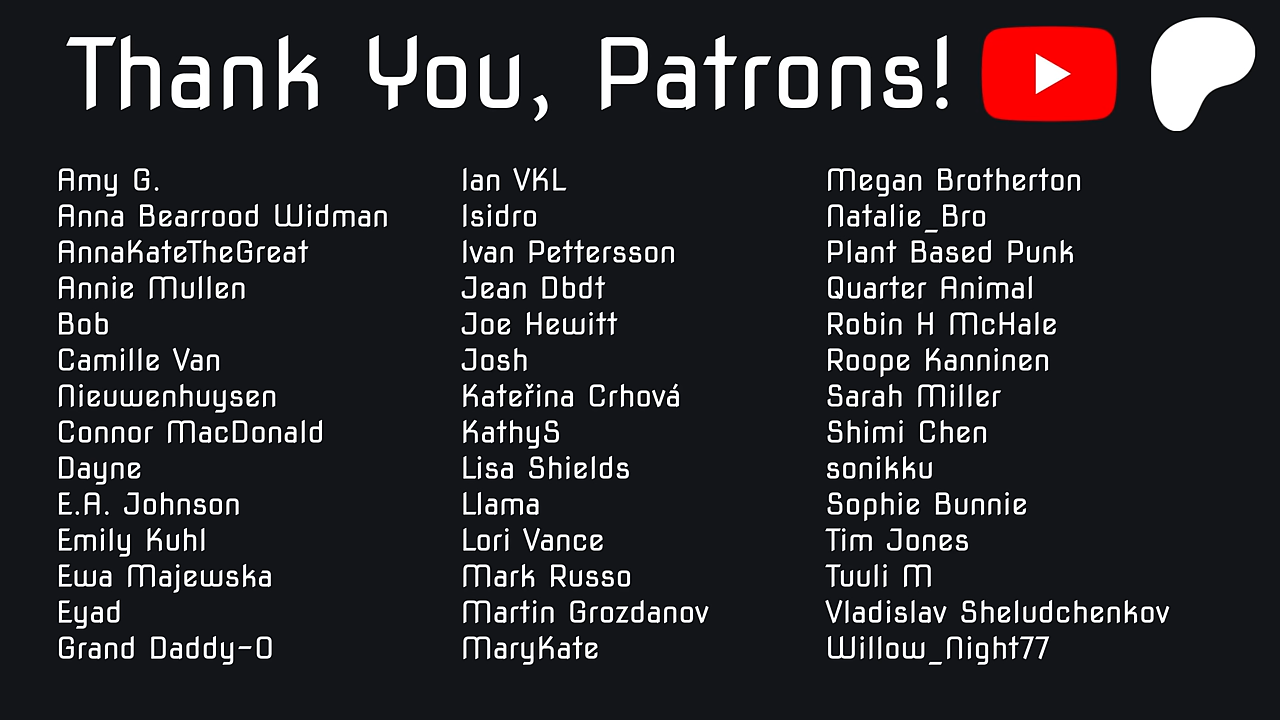 Thank You, Patrons!
Amy G.
Anna Bearrood Widman
AnnaKateTheGreat
Annie Mullen
Bob
Camille Van
Nieuwenhuysen
Connor MacDonald
Dayne
E.A. Johnson
Emily Kuhl
Ewa Majewska
Eyad
Grand Daddy-O
Ian VKL
Isidro
Ivan Pettersson
Jean Dbdt
Joe Hewitt
Josh
Kateřina Crhová
KathyS
Lisa Shields
Llama
Lori Vance
Mark Russo
Martin Grozdanov
MaryKate
Megan Brotherton
Natalie_Bro
Plant Based Punk
Quarter Animal
Robin H McHale
Roope Kanninen
Sarah Miller
Shimi Chen
sonikku
Sophie Bunnie
Tim Jones
Tuuli M
Vladislav Sheludchenkov
Willow_Night77